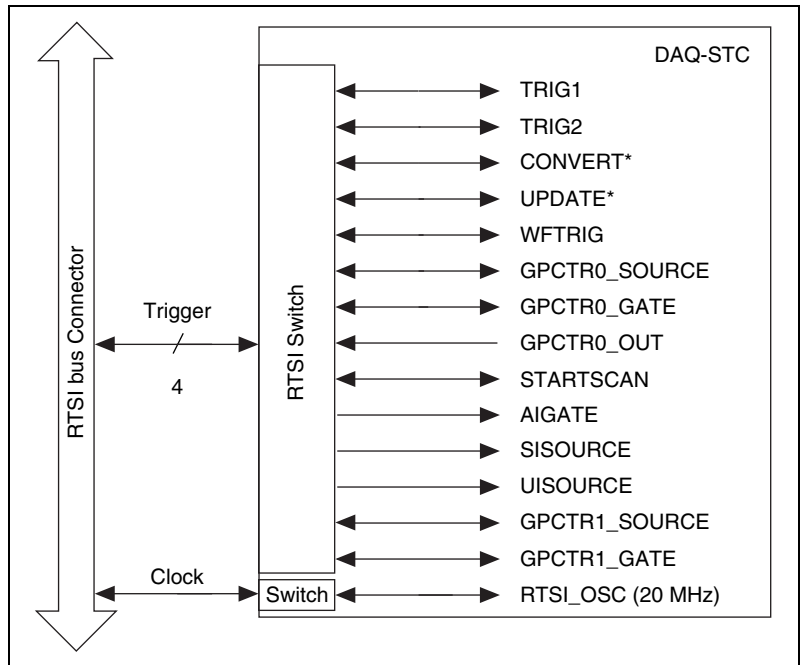 DAQ-STC
TRIG1
TRIG2
CONVERT*
UPDATE*
WFTRIG
GPCTR0_SOURCE
GPCTR0_GATE
GPCTR0_OUT
STARTSCAN
AIGATE
SISOURCE
UISOURCE
GPCTR1_SOURCE
GPCTR1_GATE
RTSI_OSC (20 MHz)
RTSI bus Connector
Trigger
4
RTSI Switch
Clock
Switch